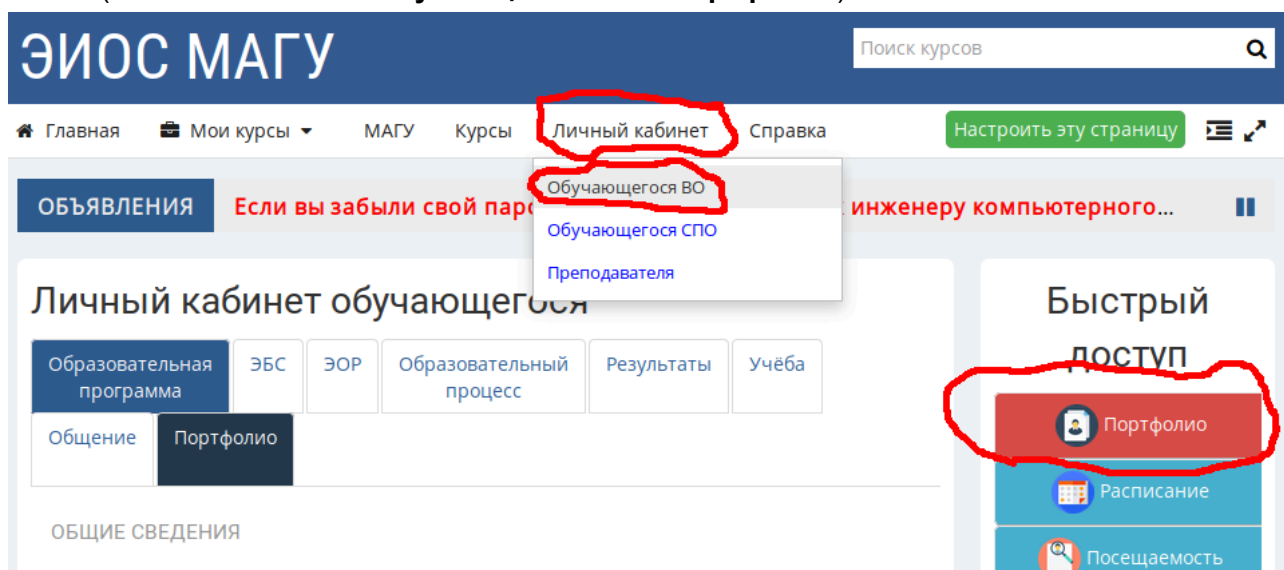 ЭИОС МАГУ
Поиск курсов
Главная Мои курсы МАГУ Курсы Личный кабинет Справка Настроить эту страницу
Обучающегося ВО
Обучающегося СПО
Преподавателя
ОБЪЯВЛЕНИЯ Если вы забыли свой инженеру компьютерного...
Личный кабинет обучающегося
Образовательная программа
ЭБС
ЭОР
Образовательный процесс
Результаты
Учёба
Общение
Портфолио
ОБЩИЕ СВЕДЕНИЯ
Быстрый
доступ
Портфолио
Расписание
Посещаемость